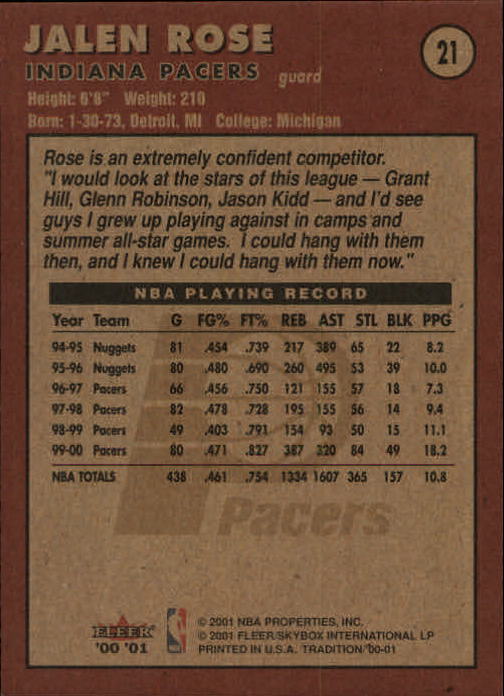 JALEN ROSE
21
INDIANA PACERS guard
Height: 6'8" Weight: 210
Born: 1-30-73, Detroit, MI College: Michigan
Rose is an extremely confident competitor.
"I would look at the stars of this league — Grant
Hill, Glenn Robinson, Jason Kidd — and I'd see
guys I grew up playing against in camps and
summer all-star games. I could hang with them
then, and I knew I could hang with them now."
NBA PLAYING RECORD
Year Team G FG% FT% REB AST STL BLK PPG
94-95 Nuggets 81 .454 .739 217 389 65 22 8.2
95-96 Nuggets 80 .480 .690 260 495 53 39 10.0
96-97 Pacers 66 .456 .750 121 155 57 18 7.3
97-98 Pacers 82 .478 .728 195 155 56 14 9.4
98-99 Pacers 49 .403 .791 154 93 50 15 11.1
99-00 Pacers 80 .471 .827 387 320 84 49 18.2
NBA TOTALS 438 .461 .754 1334 1607 365 157 10.8
Pacers
FLEER
'00 '01
© 2001 NBA PROPERTIES, INC.
© 2001 FLEER/SKYBOX INTERNATIONAL LP
PRINTED IN U.S.A. TRADITION '00-01